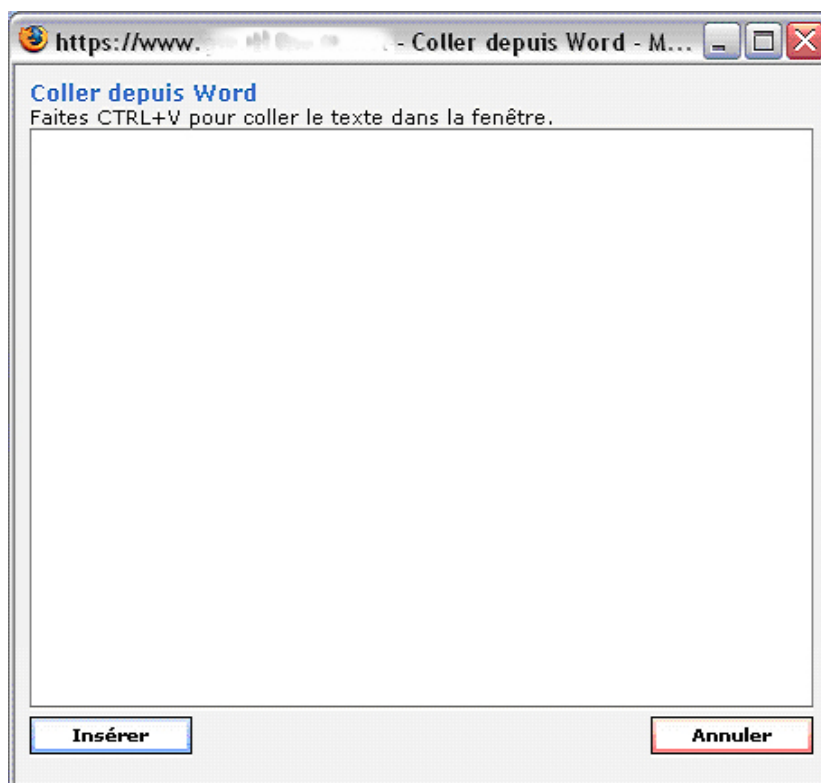 https://www. - Coller depuis Word - M...
Coller depuis Word
Faites CTRL+V pour coller le texte dans la fenêtre.
Insérer
Annuler